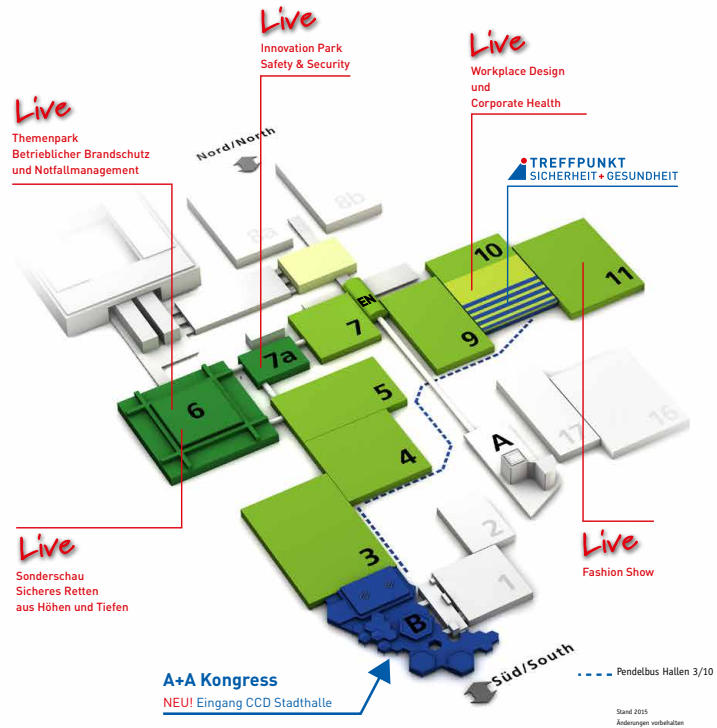 Live
Innovation Park
Safety & Security
Live
Workplace Design
und
Corporate Health
Live
Themenpark
Betrieblicher Brandschutz
und Notfallmanagement
Nord/North
TREFFPUNKT
SICHERHEIT+GESUNDHEIT
8b
8a
10
11
EN
7
9
7a
6
5
4
A
17
16
3
2
1
B
Live
Sonderschau
Sicheres Retten
aus Höhen und Tiefen
Live
Fashion Show
A+A Kongress
NEU! Eingang CCD Stadthalle
Süd/South
Pendelbus Hallen 3/10
Stand 2015
Änderungen vorbehalten